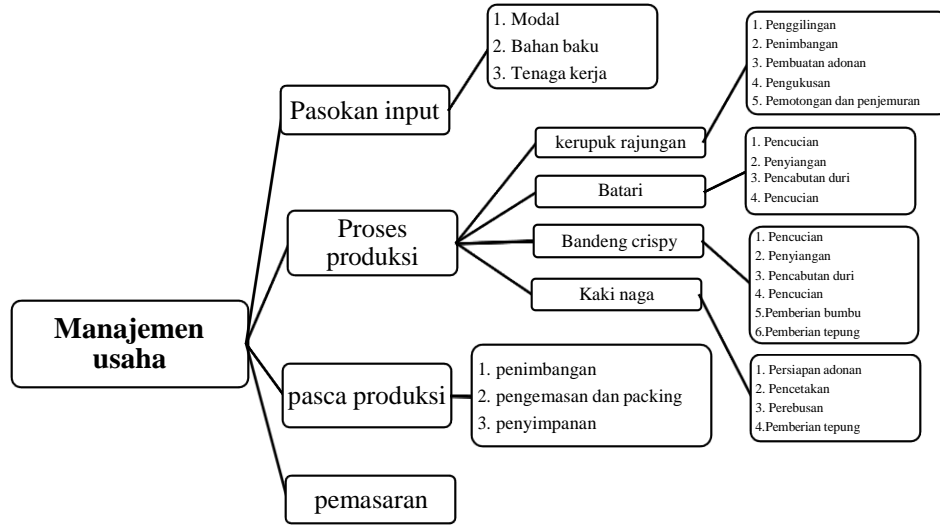 Manajemen
usaha
Pasokan input
1. Modal
2. Bahan baku
3. Tenaga kerja
Proses
produksi
kerupuk rajungan
1. Penggilingan
2. Penimbangan
3. Pembuatan adonan
4. Pengukusan
5. Pemotongan dan penjemuran
Batari
1. Pencucian
2. Penyiangan
3. Pencabutan duri
4. Pencucian
Bandeng crispy
1. Pencucian
2. Penyiangan
3. Pencabutan duri
4. Pencucian
5.Pemberian bumbu
6.Pemberian tepung
Kaki naga
1. Persiapan adonan
2. Pencetakan
3. Perebusan
4.Pemberian tepung
pasca produksi
1. penimbangan
2. pengemasan dan packing
3. penyimpanan
pemasaran